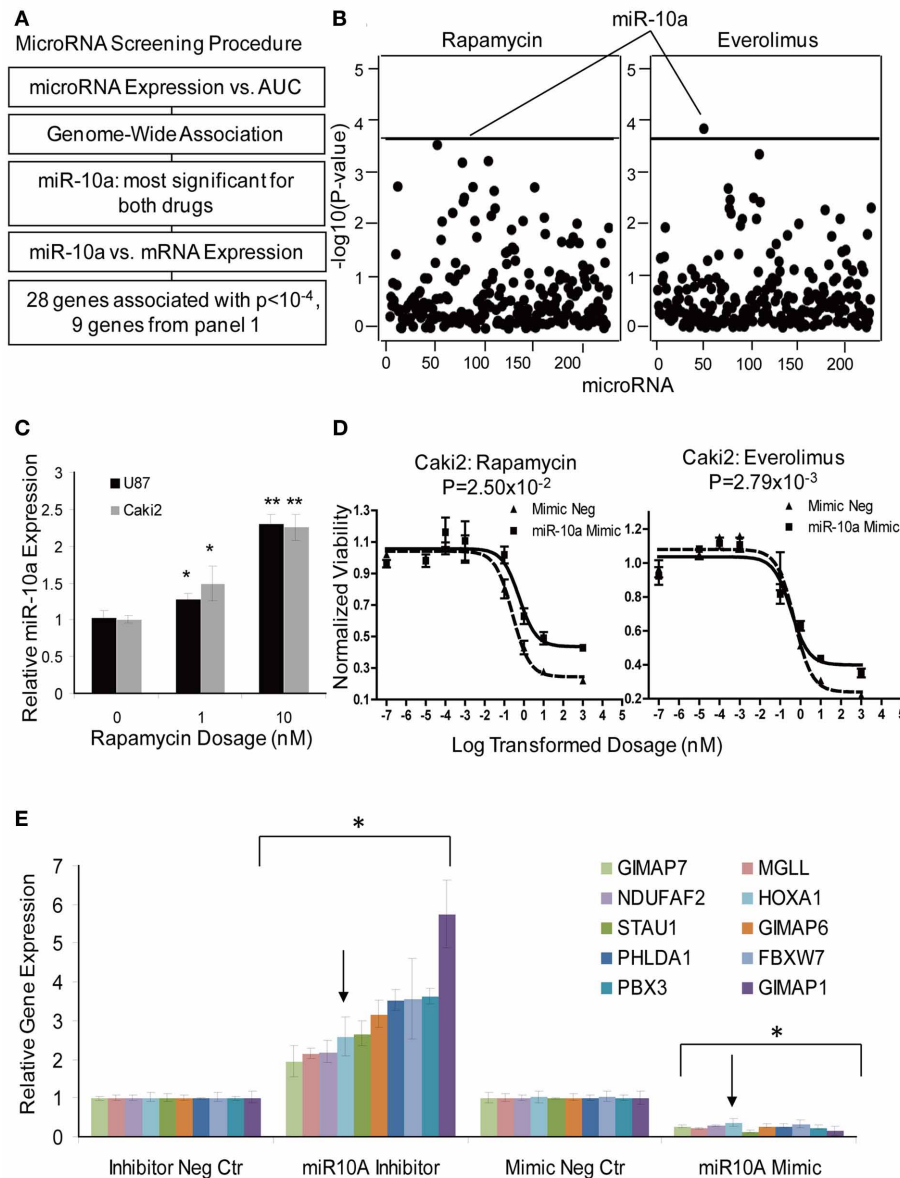 A
MicroRNA Screening Procedure
microRNA Expression vs. AUC
Genome-Wide Association
miR-10a: most significant for
both drugs
miR-10a vs. mRNA Expression
28 genes associated with p<10-4,
9 genes from panel 1
B
miR-10a
Rapamycin
Everolimus
-log10(P-value)
5
4
3
2
1
0
5
4
3
2
1
0
0 50 100 150 200
0 50 100 150 200
microRNA
C
Relative miR-10a Expression
3
2.5
2
1.5
1
0.5
0
U87
Caki2
* *
** **
0 1 10
Rapamycin Dosage (nM)
D
Caki2: Rapamycin
P=2.50x10-2
Mimic Neg
miR-10a Mimic
Normalized Viability
1.3
1.1
0.9
0.7
0.5
0.3
0.1
-7 -6 -5 -4 -3 -2 -1 0 1 2 3 4 5
Caki2: Everolimus
P=2.79x10-3
Mimic Neg
miR-10a Mimic
1.2
1.0
0.8
0.6
0.4
0.2
-7 -6 -5 -4 -3 -2 -1 0 1 2 3 4 5
Log Transformed Dosage (nM)
E
Relative Gene Expression
7
6
5
4
3
2
1
0
*
*
GIMAP7 MGLL
NDUFAF2 HOXA1
STAU1 GIMAP6
PHLDA1 FBXW7
PBX3 GIMAP1
Inhibitor Neg Ctr miR10A Inhibitor Mimic Neg Ctr miR10A Mimic